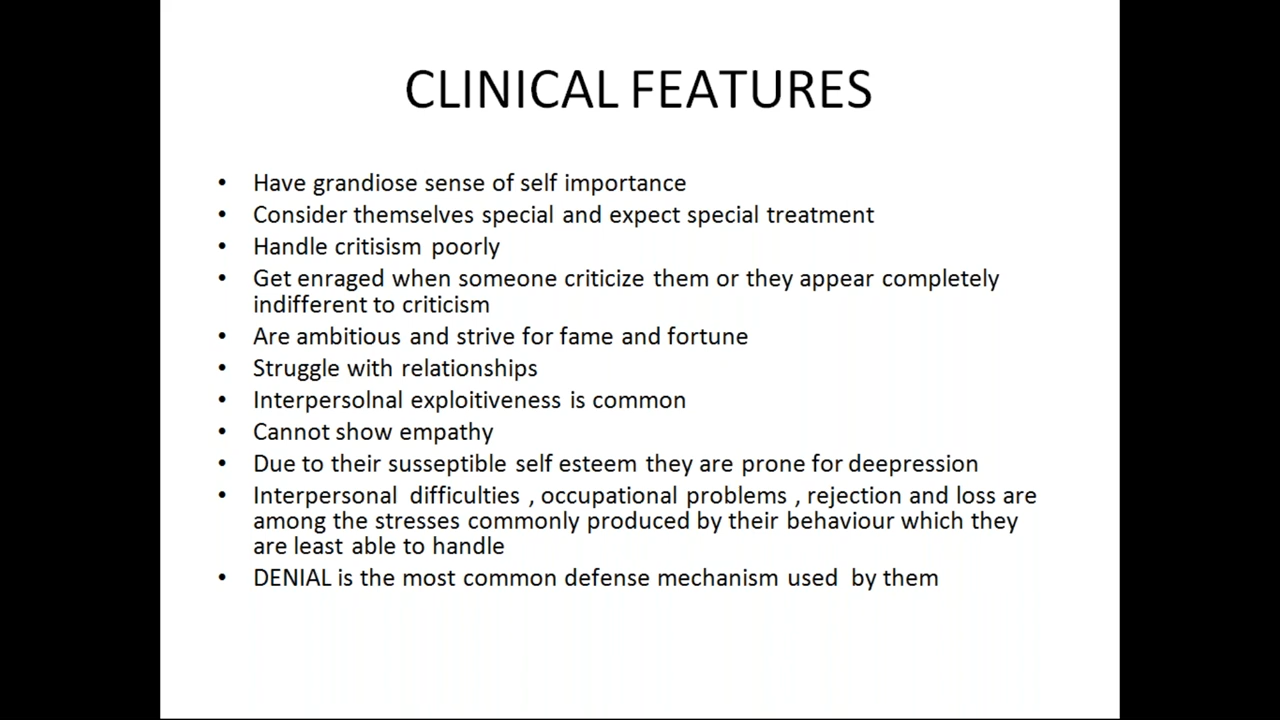 CLINICAL FEATURES
• Have grandiose sense of self importance
• Consider themselves special and expect special treatment
• Handle critisism poorly
• Get enraged when someone criticize them or they appear completely
indifferent to criticism
• Are ambitious and strive for fame and fortune
• Struggle with relationships
• Interpersolnal exploitiveness is common
• Cannot show empathy
• Due to their susseptible self esteem they are prone for deepression
• Interpersonal difficulties , occupational problems , rejection and loss are
among the stresses commonly produced by their behaviour which they
are least able to handle
• DENIAL is the most common defense mechanism used by them